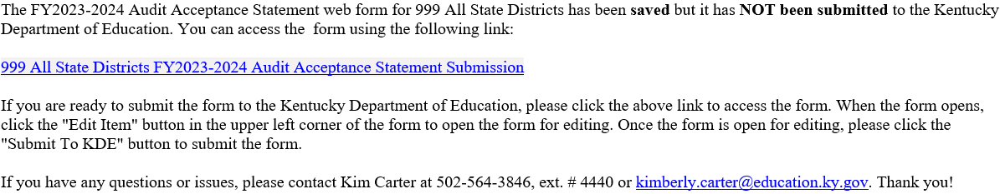 The FY2023-2024 Audit Acceptance Statement web form for 999 All State Districts has been saved but it has NOT been submitted to the Kentucky
Department of Education. You can access the  form using the following link:
999 All State Districts FY2023-2024 Audit Acceptance Statement Submission
If you are ready to submit the form to the Kentucky Department of Education, please click the above link to access the form. When the form opens,
click the "Edit Item" button in the upper left corner of the form to open the form for editing. Once the form is open for editing, please click the
"Submit To KDE" button to submit the form.
If you have any questions or issues, please contact Kim Carter at 502-564-3846, ext. # 4440 or kimberly.carter@education.ky.gov. Thank you!